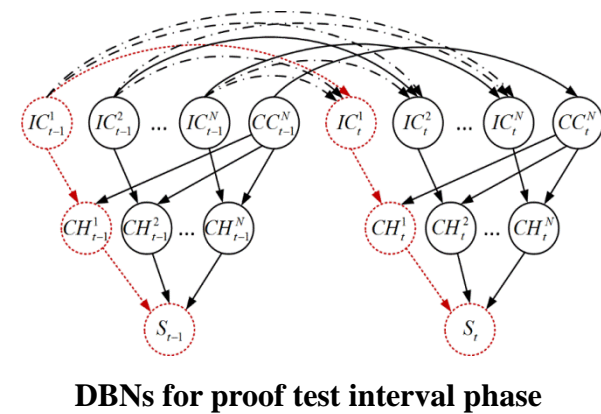 IC¹ₜ₋₁ IC²ₜ₋₁ ... ICᴺₜ₋₁ CCᴺₜ₋₁ IC¹ₜ IC²ₜ ... ICᴺₜ CCᴺₜ
CH¹ₜ₋₁ CH²ₜ₋₁ ... CHᴺₜ₋₁ CH¹ₜ CH²ₜ ... CHᴺₜ
Sₜ₋₁ Sₜ
DBNs for proof test interval phase